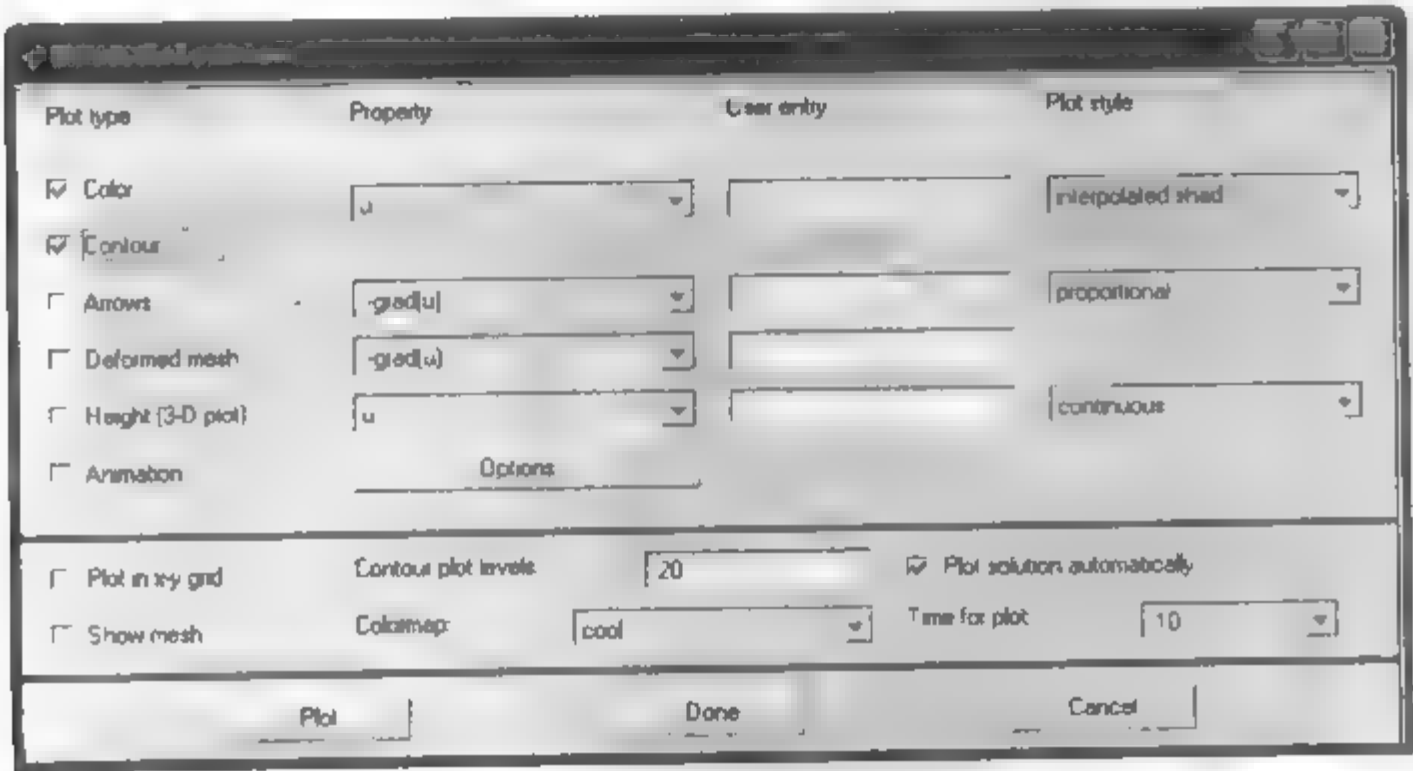 Plot type Property User entry Plot style
Color u interpolated shad
Contour
Arrows -grad(u) proportional
Deformed mesh -grad(u) 
Height (3-D plot) u continuous
Animation Options
Plot in x-y grid Contour plot levels 20 Plot solution automatically
Show mesh Colormap: cool Time for plot 10
Plot Done Cancel